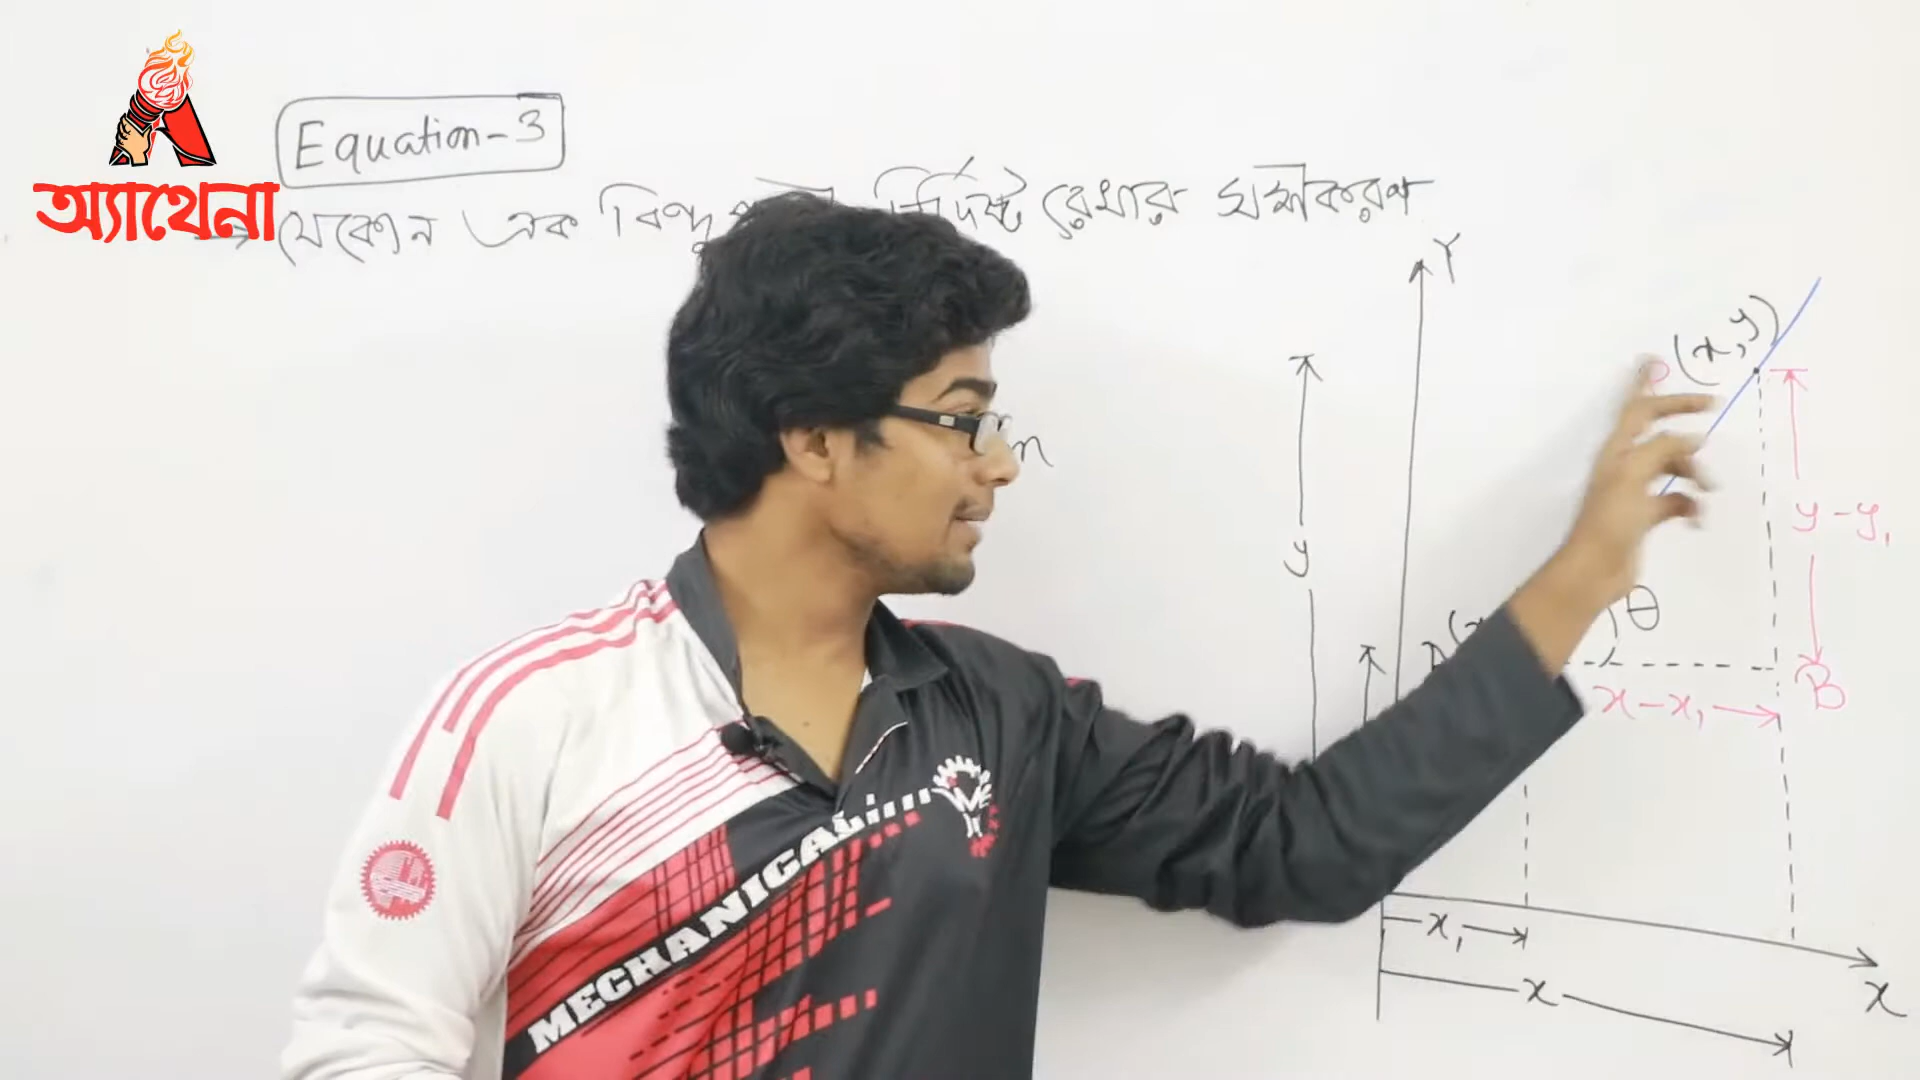 অ্যাথেনা
Equation-3
→ যেকোন এক বিন্দু নির্দিষ্ট রেখার সমীকরণ
Y
(x, y)
m
y
y-y₁
θ
B
x-x₁
x₁
x
X
MECHANICAL